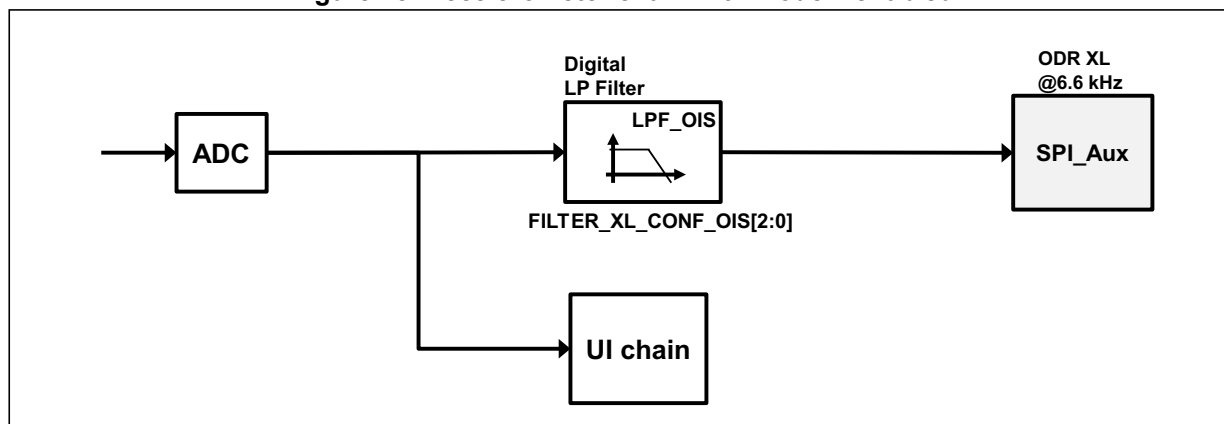 Digital
LP Filter
ODR XL
@6.6 kHz
ADC
LPF_OIS
SPI_Aux
FILTER_XL_CONF_OIS[2:0]
UI chain